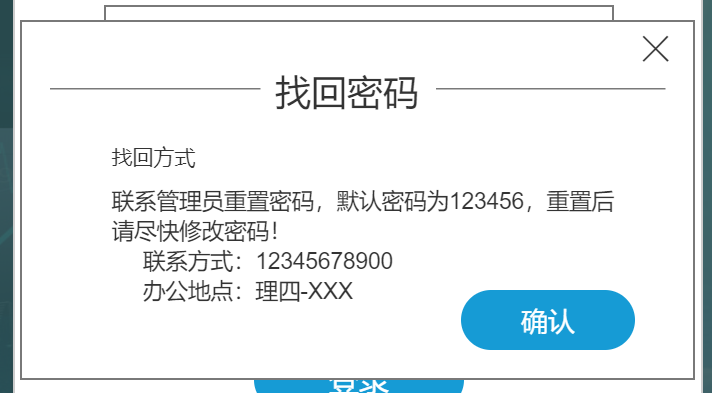 找回密码
找回方式
联系管理员重置密码，默认密码为123456，重置后
请尽快修改密码！
联系方式：12345678900
办公地点：理四-XXX
确认
登录